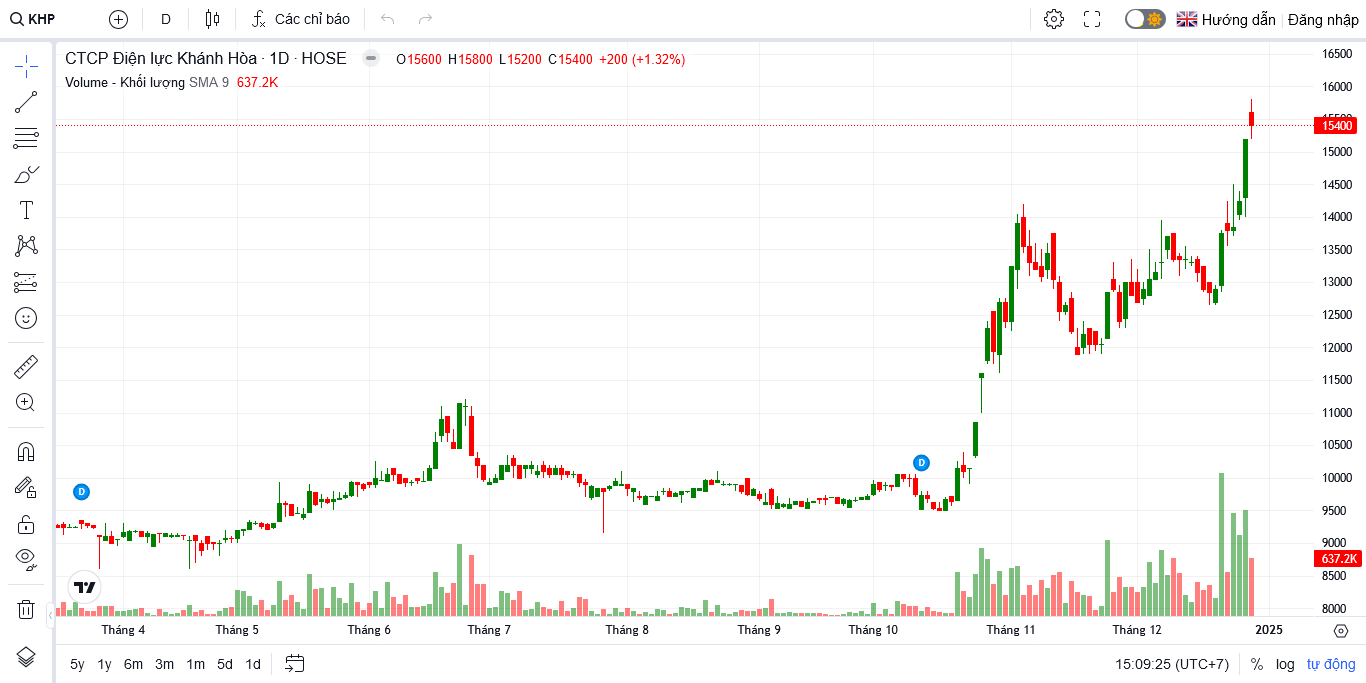 KHP D Các chỉ báo Hướng dẫn Đăng nhập
CTCP Điện lực Khánh Hòa · 1D · HOSE O15600 H15800 L15200 C15400 +200 (+1.32%)
Volume - Khối lượng SMA 9 637.2K
16500
16000
15400
15000
14500
14000
13500
13000
12500
12000
11500
11000
10500
10000
9500
9000
637.2K
8500
8000
D
D
Tháng 4 Tháng 5 Tháng 6 Tháng 7 Tháng 8 Tháng 9 Tháng 10 Tháng 11 Tháng 12 2025
5y 1y 6m 3m 1m 5d 1d 15:09:25 (UTC+7) % log tự động